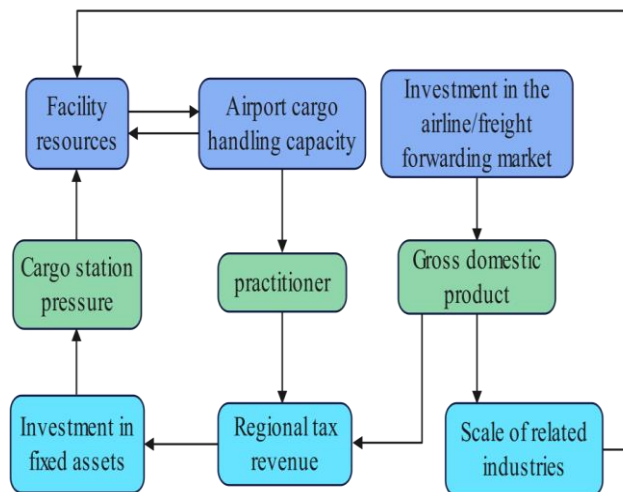 Facility
resources
Airport cargo
handling capacity
Investment in the
airline/freight
forwarding market
Cargo station
pressure
practitioner
Gross domestic
product
Investment in
fixed assets
Regional tax
revenue
Scale of related
industries